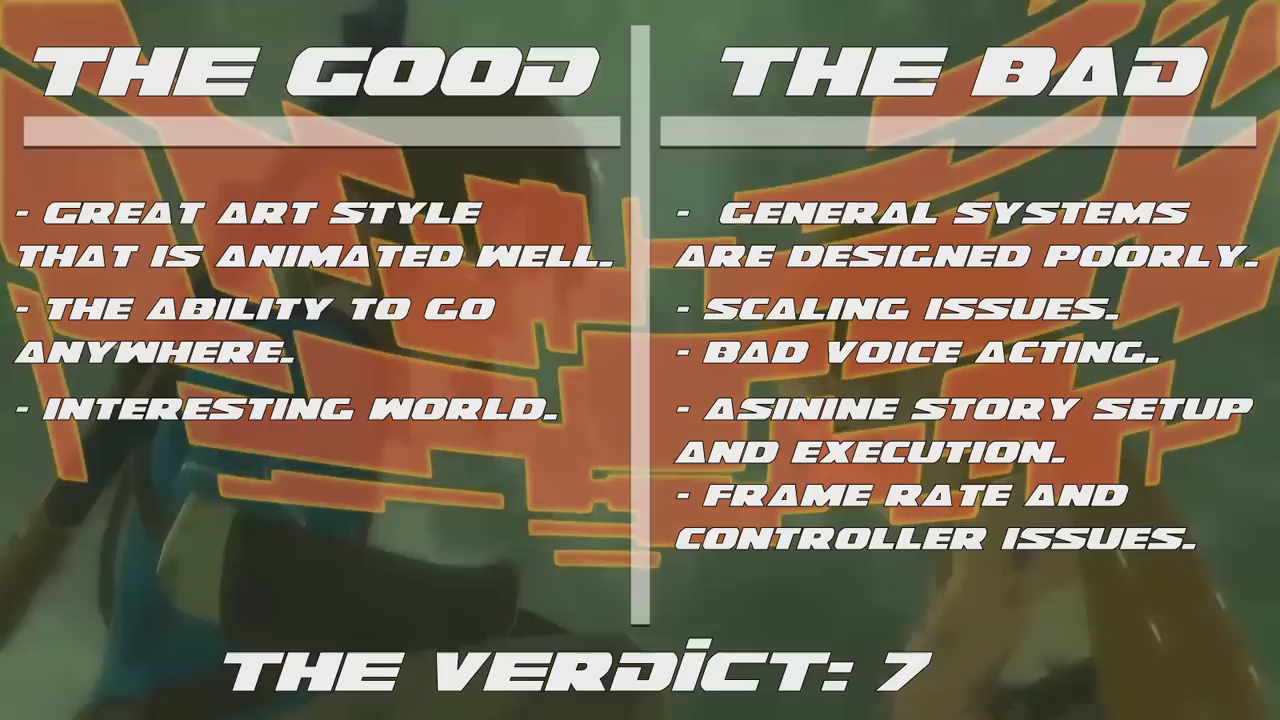 THE GOOD
- GREAT ART STYLE
THAT IS ANIMATED WELL.
- THE ABILITY TO GO
ANYWHERE.
- INTERESTING WORLD.
THE BAD
- GENERAL SYSTEMS
ARE DESIGNED POORLY.
- SCALING ISSUES.
- BAD VOICE ACTING.
- ASININE STORY SETUP
AND EXECUTION.
- FRAME RATE AND
CONTROLLER ISSUES.
THE VERDiCT: 7